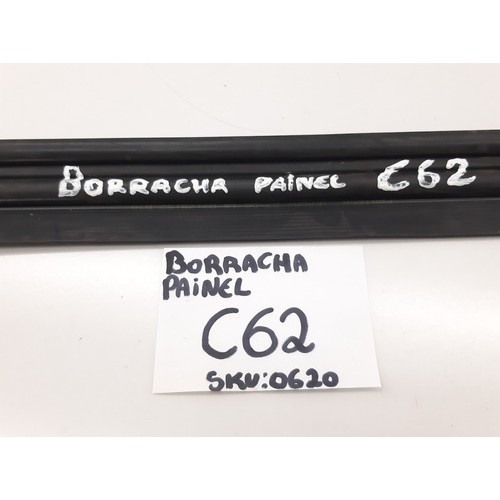 BORRACHA PAINEL C62
BORRACHA
PAINEL
C62
SKU:0620